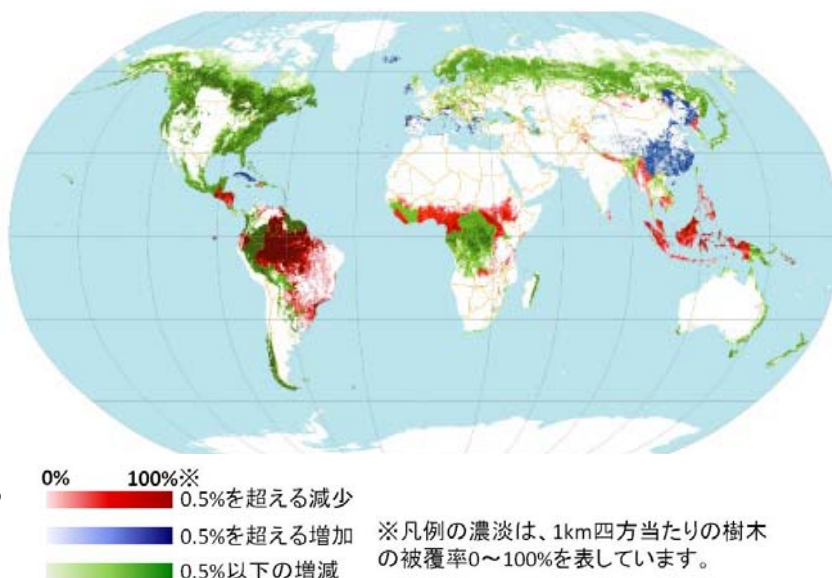 0% 100%※
0.5%を超える減少
0.5%を超える増加
0.5%以下の増減
※凡例の濃淡は、1km四方当たりの樹木
の被覆率0～100%を表しています。